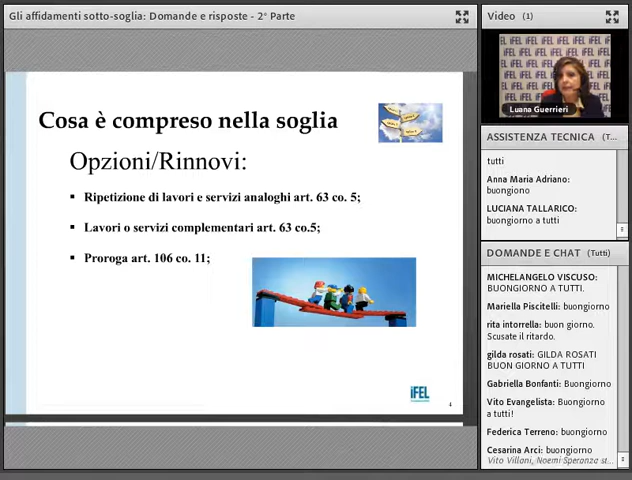 Gli affidamenti sotto-soglia: Domande e risposte - 2° Parte
Cosa è compreso nella soglia
Opzioni/Rinnovi:
Ripetizione di lavori e servizi analoghi art. 63 co. 5;
Lavori o servizi complementari art. 63 co.5;
Proroga art. 106 co. 11;
iFEL
4
Video (1)
Luana Guerrieri
ASSISTENZA TECNICA (T...
tutti
Anna Maria Adriano:
buongiono
LUCIANA TALLARICO:
buongiorno a tutti
DOMANDE E CHAT (Tutti)
MICHELANGELO VISCUSO:
BUONGIORNO A TUTTI.
Mariella Piscitelli: buongiorno
rita intorrella: buon giorno.
Scusate il ritardo.
gilda rosati: GILDA ROSATI
BUON GIORNO A TUTTI
Gabriella Bonfanti: Buongiorno
Vito Evangelista: Buongiorno
a tutti!
Federica Terreno: buongiorno
Cesarina Arci: buongiorno
Vito Villani, Noemi Speranza st...